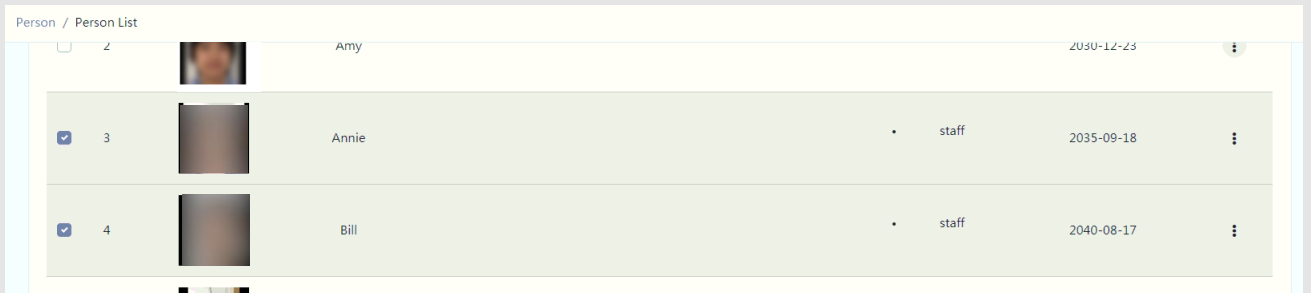 Person / Person List
2 Amy 2030-12-23
3 Annie • staff 2035-09-18
4 Bill • staff 2040-08-17